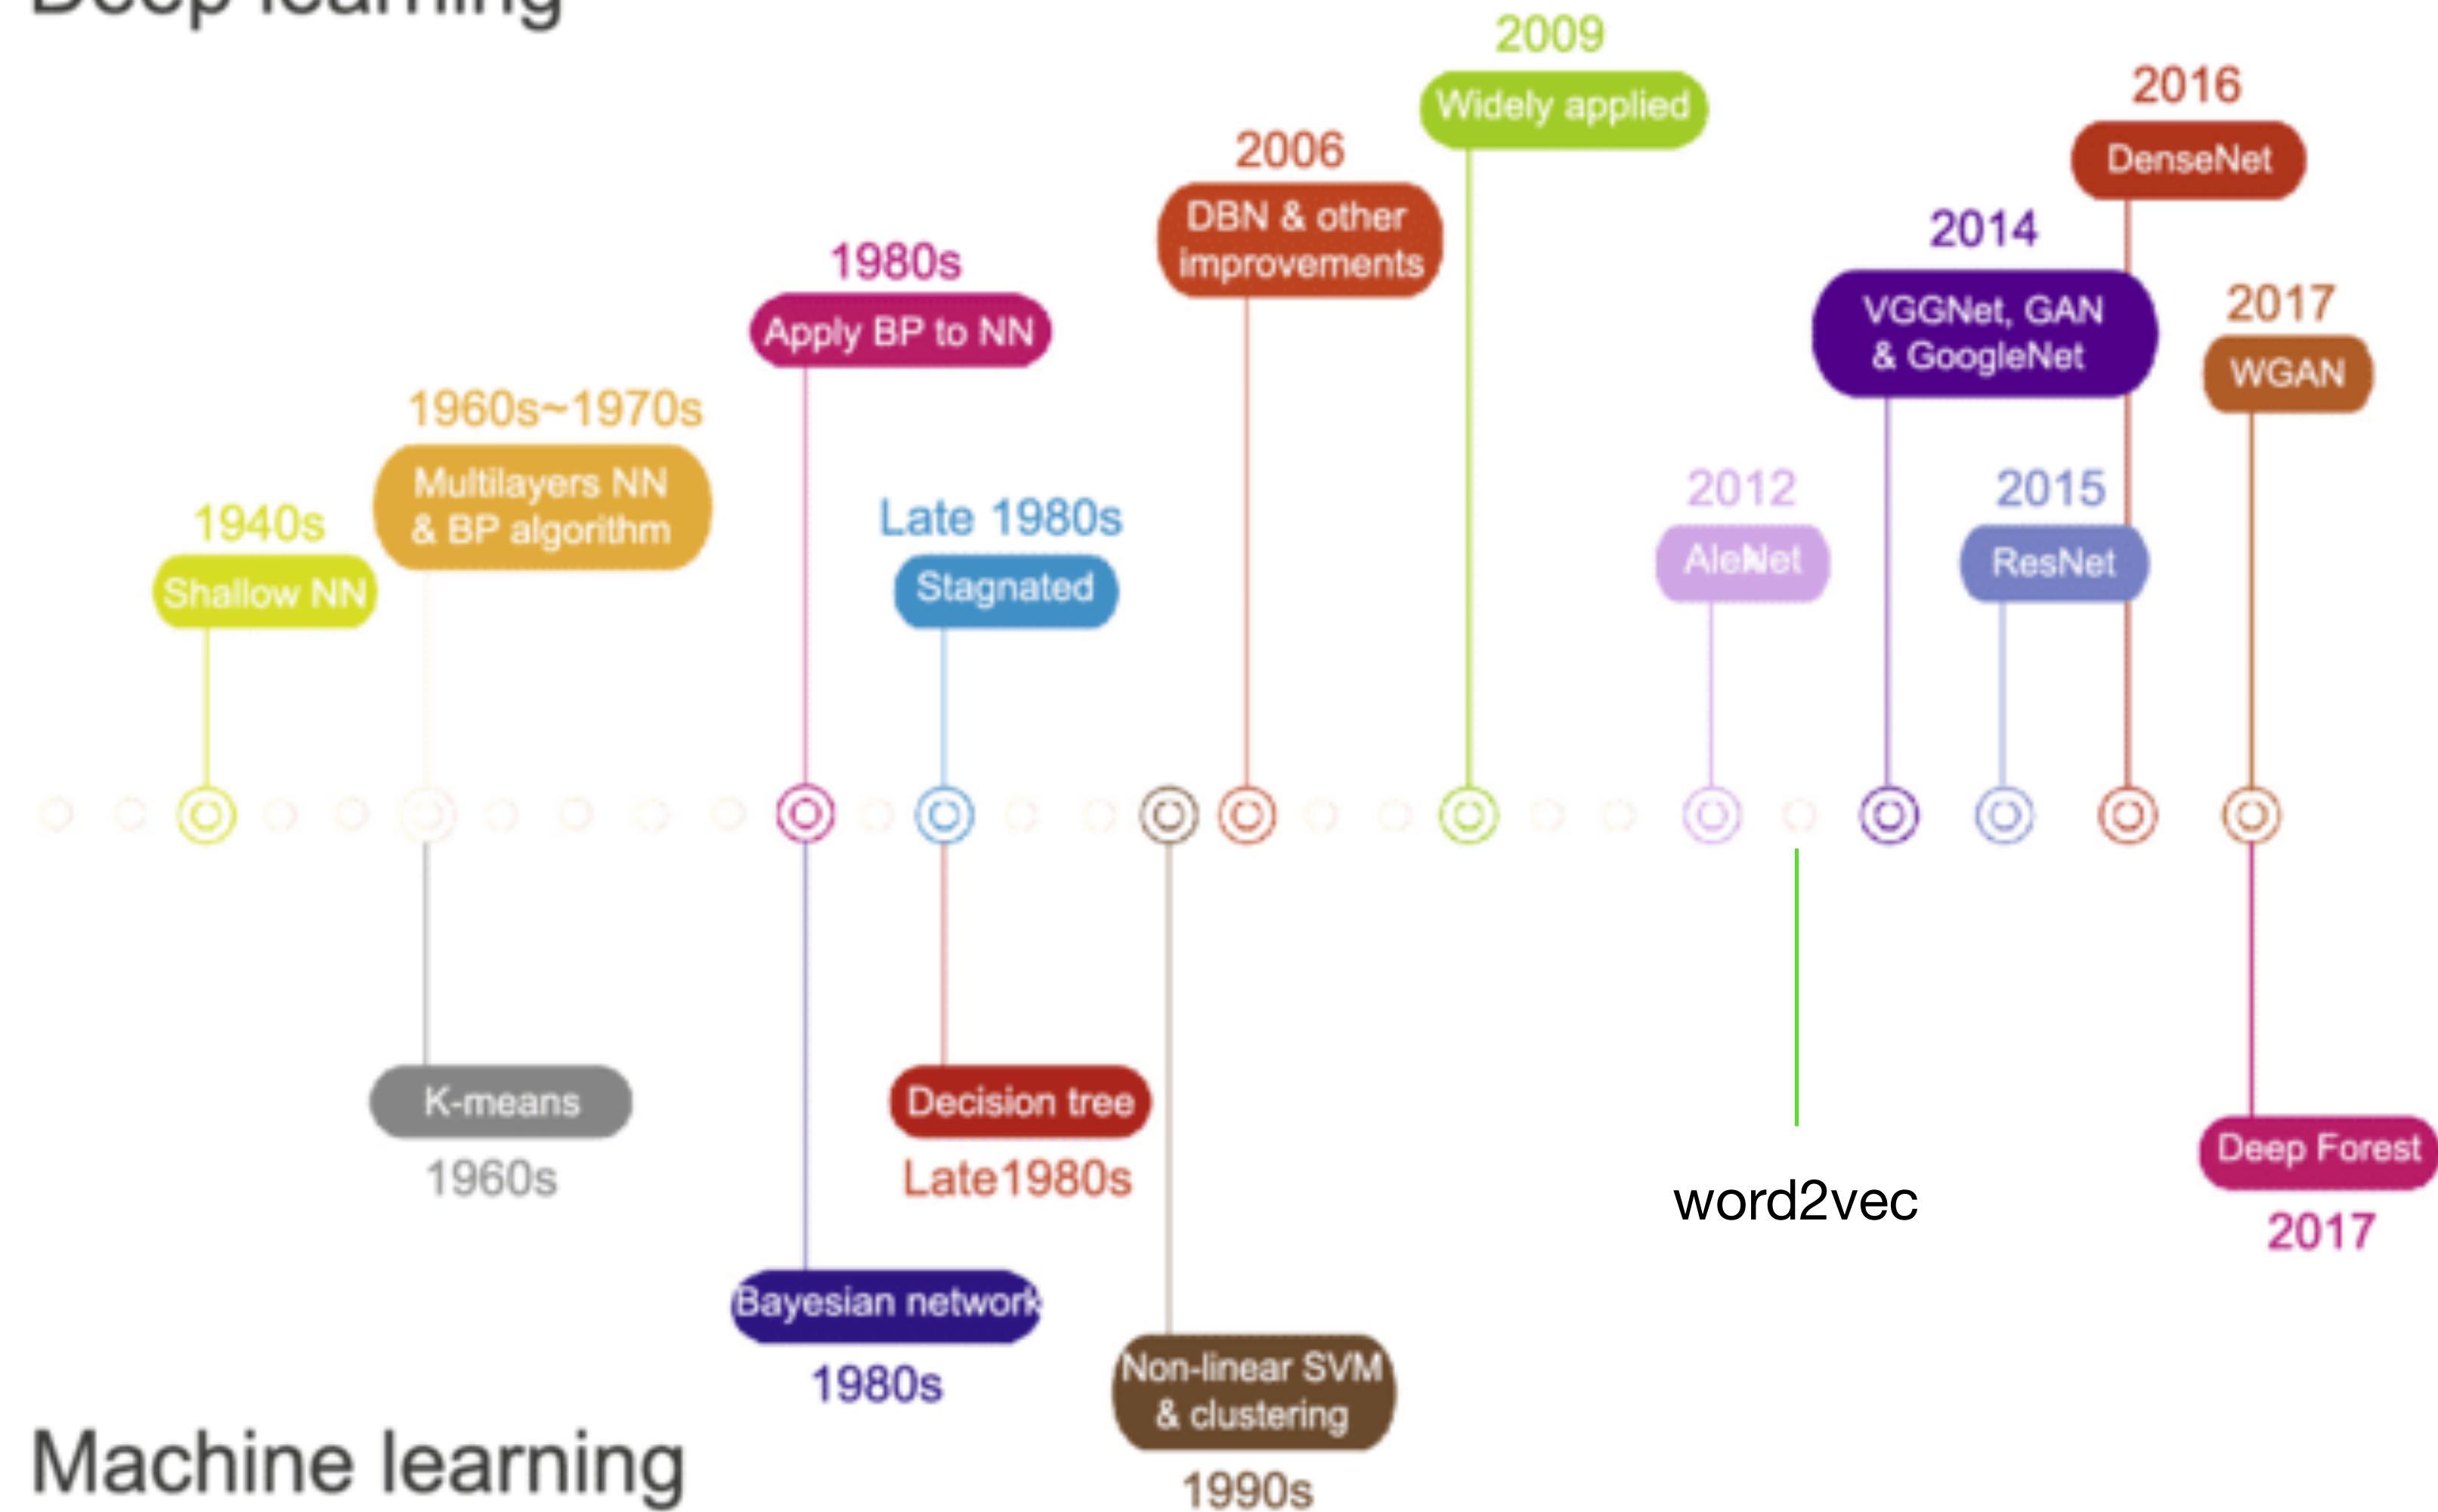 Deep learning
2009
Widely applied
2016
DenseNet
2006
DBN & other
improvements
2014
VGGNet, GAN
& GoogleNet
1980s
Apply BP to NN
2017
WGAN
1960s~1970s
Multilayers NN
& BP algorithm
1940s
Shallow NN
Late 1980s
Stagnated
2012
AleNet
2015
ResNet
K-means
1960s
Decision tree
Late1980s
word2vec
Deep Forest
2017
Bayesian network
1980s
Non-linear SVM
& clustering
1990s
Machine learning